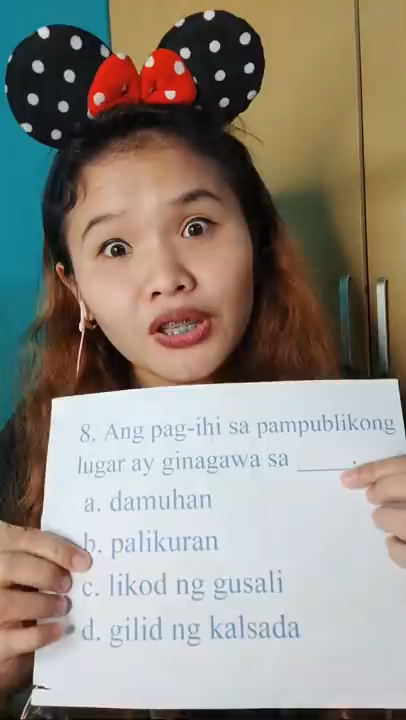 8. Ang pag-ihi sa pampublikong
lugar ay ginagawa sa ______.
a. damuhan
b. palikuran
c. likod ng gusali
d. gilid ng kalsada